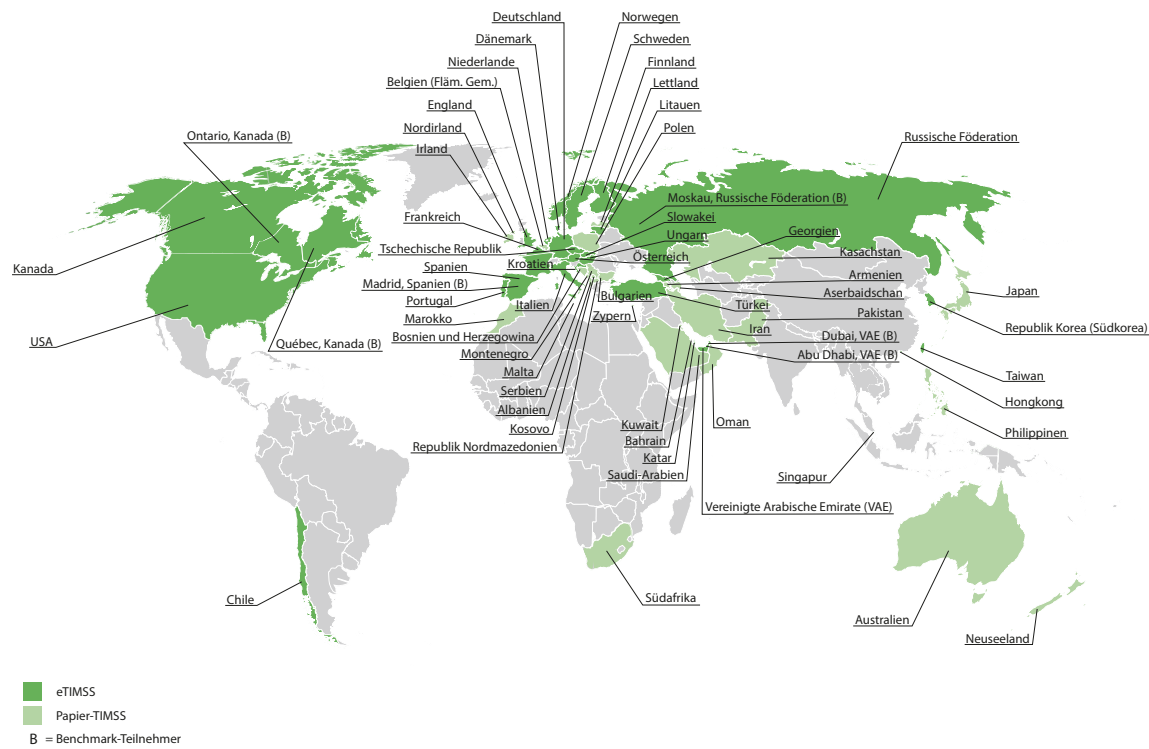 Deutschland
Norwegen
Dänemark
Schweden
Niederlande
Finnland
Belgien (Fläm. Gem.)
Lettland
England
Litauen
Nordirland
Polen
Ontario, Kanada (B)
Russische Föderation
Irland
Moskau, Russische Föderation (B)
Frankreich
Slowakei
Ungarn
Georgien
Tschechische Republik
Österreich
Kasachstan
Kanada
Spanien
Kroatien
Armenien
Madrid, Spanien (B)
Aserbaidschan
Japan
Portugal
Italien
Bulgarien
Türkei
Pakistan
Marokko
Zypern
Iran
Republik Korea (Südkorea)
USA
Québec, Kanada (B)
Bosnien und Herzegowina
Dubai, VAE (B)
Montenegro
Abu Dhabi, VAE (B)
Malta
Taiwan
Serbien
Hongkong
Albanien
Kosovo
Kuwait
Oman
Philippinen
Republik Nordmazedonien
Bahrain
Katar
Saudi-Arabien
Singapur
Vereinigte Arabische Emirate (VAE)
Chile
Südafrika
Australien
Neuseeland
eTIMSS
Papier-TIMSS
B = Benchmark-Teilnehmer